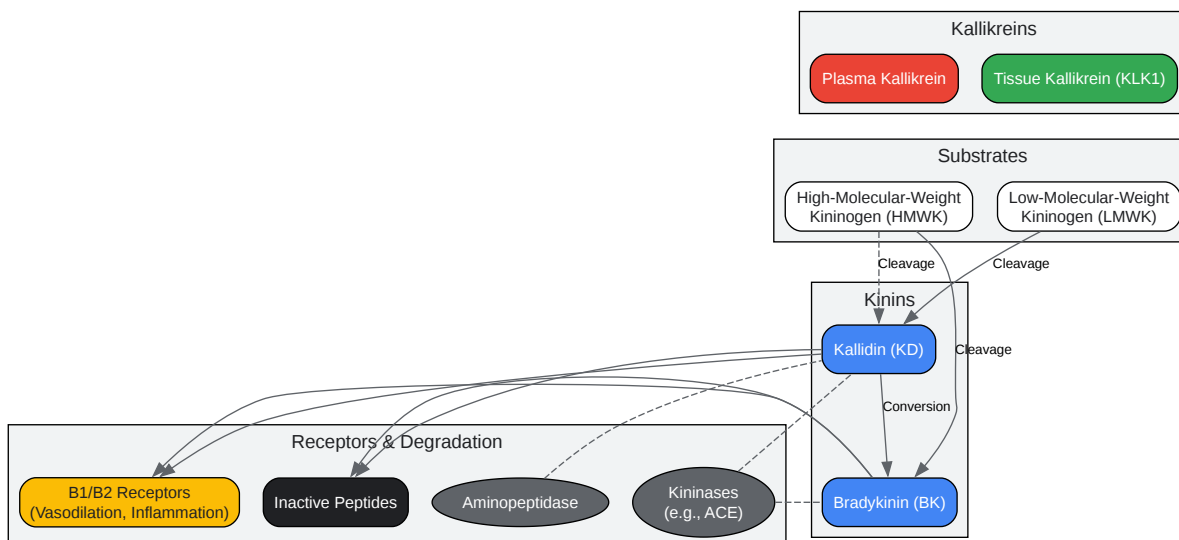 Kallikreins
Plasma Kallikrein
Tissue Kallikrein (KLK1)
Substrates
High-Molecular-Weight
Kininogen (HMWK)
Low-Molecular-Weight
Kininogen (LMWK)
Cleavage
Cleavage
Kinins
Kallidin (KD)
Cleavage
Conversion
Receptors & Degradation
B1/B2 Receptors
(Vasodilation, Inflammation)
Inactive Peptides
Aminopeptidase
Kininases
(e.g., ACE)
Bradykinin (BK)